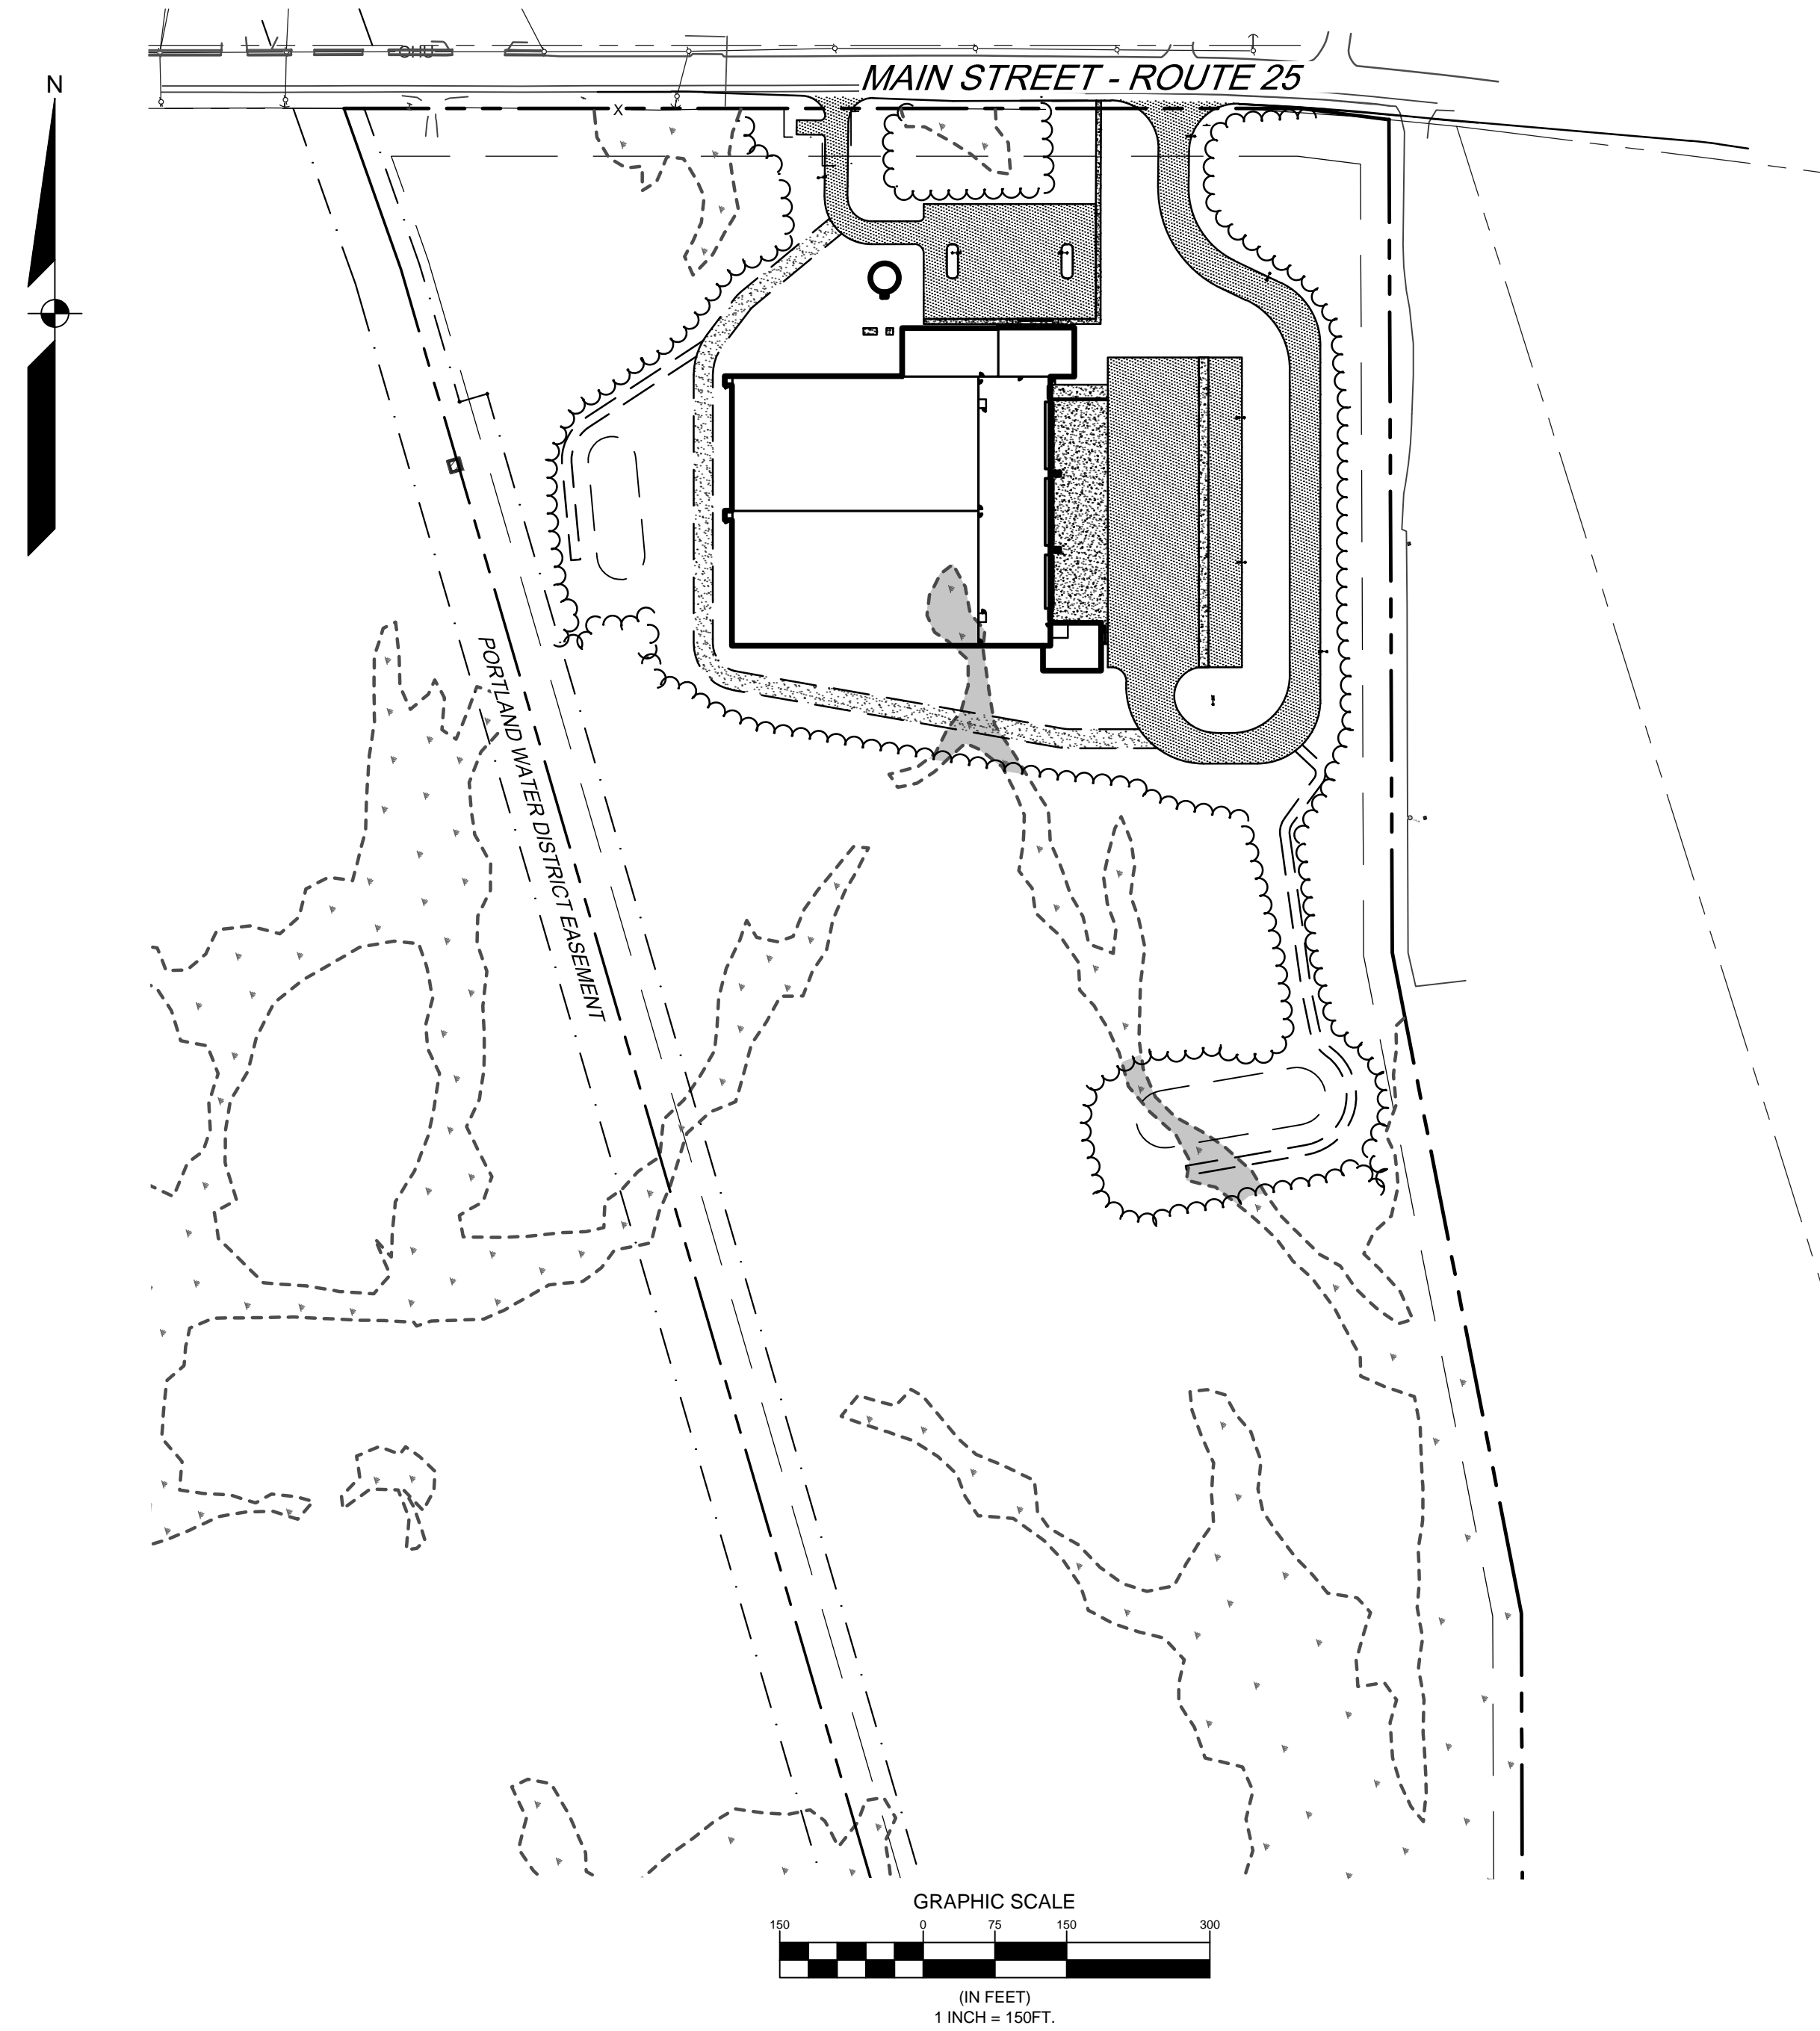 OHU
MAIN STREET - ROUTE 25
N
X
PORTLAND WATER DISTRICT EASEMENT
GRAPHIC SCALE
150 0 75 150 300
(IN FEET)
1 INCH = 150FT.